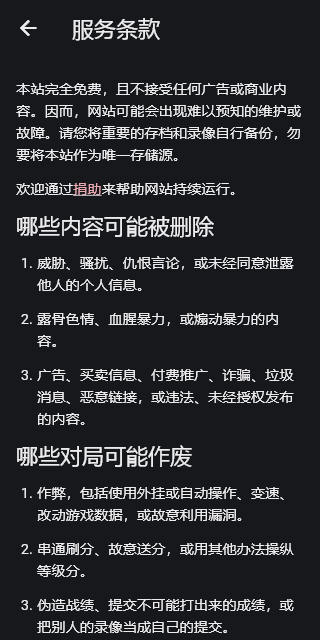 服务条款
本站完全免费，且不接受任何广告或商业内
容。因而，网站可能会出现难以预知的维护或
故障。请您将重要的存档和录像自行备份，勿
要将本站作为唯一存储源。
欢迎通过捐助来帮助网站持续运行。
哪些内容可能被删除
1. 威胁、骚扰、仇恨言论，或未经同意泄露
他人的个人信息。
2. 露骨色情、血腥暴力，或煽动暴力的内
容。
3. 广告、买卖信息、付费推广、诈骗、垃圾
消息、恶意链接，或违法、未经授权发布
的内容。
哪些对局可能作废
1. 作弊，包括使用外挂或自动操作、变速、
改动游戏数据，或故意利用漏洞。
2. 串通刷分、故意送分，或用其他办法操纵
等级分。
3. 伪造战绩、提交不可能打出来的成绩，或
把别人的录像当成自己的提交。